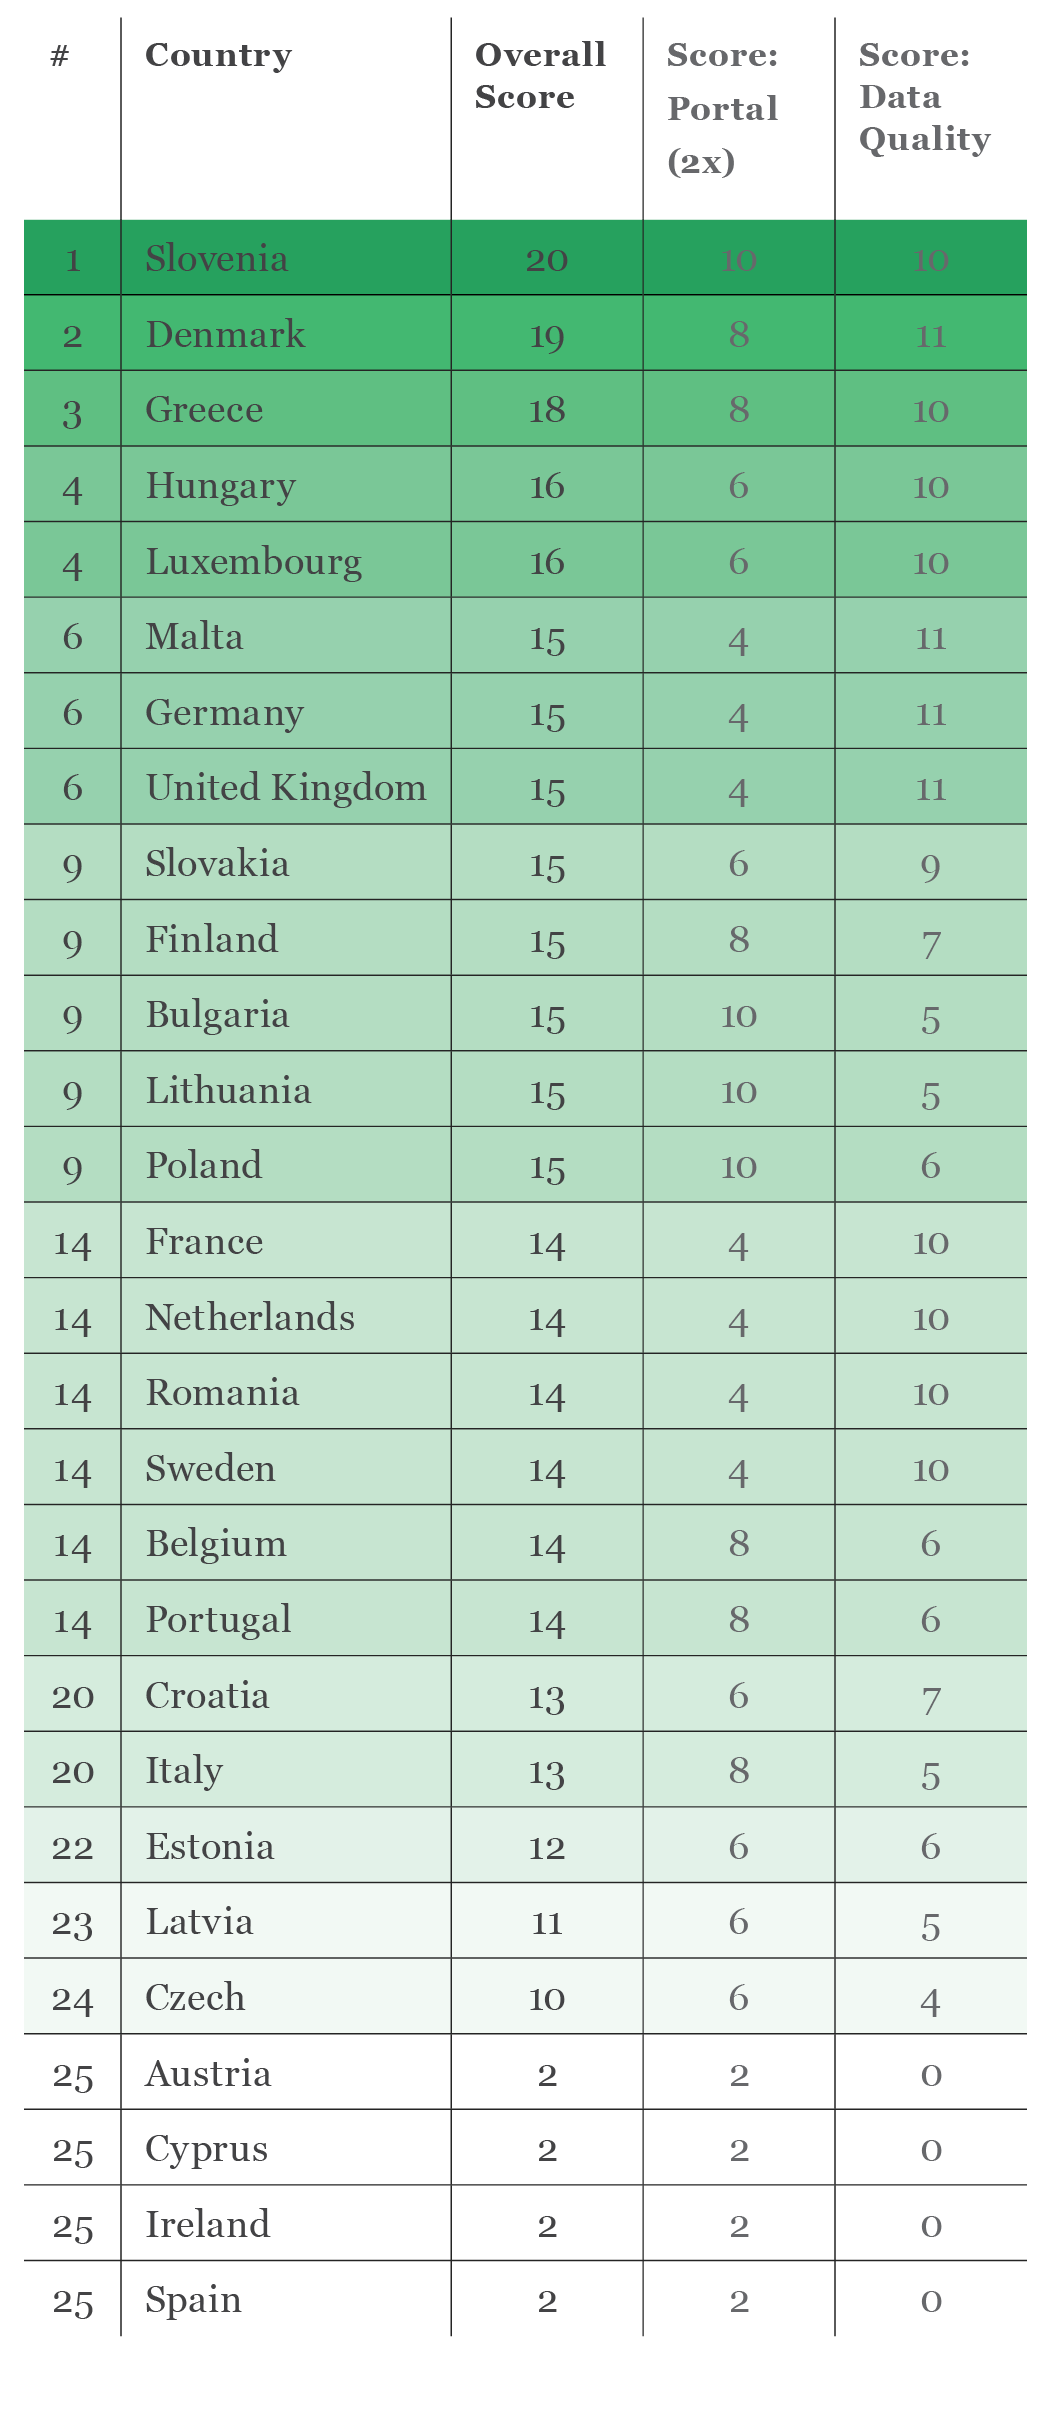 # Country Overall Score: Score:
Score Portal Data
(2x) Quality
1 Slovenia 20 10 10
2 Denmark 19 8 11
3 Greece 18 8 10
4 Hungary 16 6 10
4 Luxembourg 16 6 10
6 Malta 15 4 11
6 Germany 15 4 11
6 United Kingdom 15 4 11
9 Slovakia 15 6 9
9 Finland 15 8 7
9 Bulgaria 15 10 5
9 Lithuania 15 10 5
9 Poland 15 10 6
14 France 14 4 10
14 Netherlands 14 4 10
14 Romania 14 4 10
14 Sweden 14 4 10
14 Belgium 14 8 6
14 Portugal 14 8 6
20 Croatia 13 6 7
20 Italy 13 8 5
22 Estonia 12 6 6
23 Latvia 11 6 5
24 Czech 10 6 4
25 Austria 2 2 0
25 Cyprus 2 2 0
25 Ireland 2 2 0
25 Spain 2 2 0